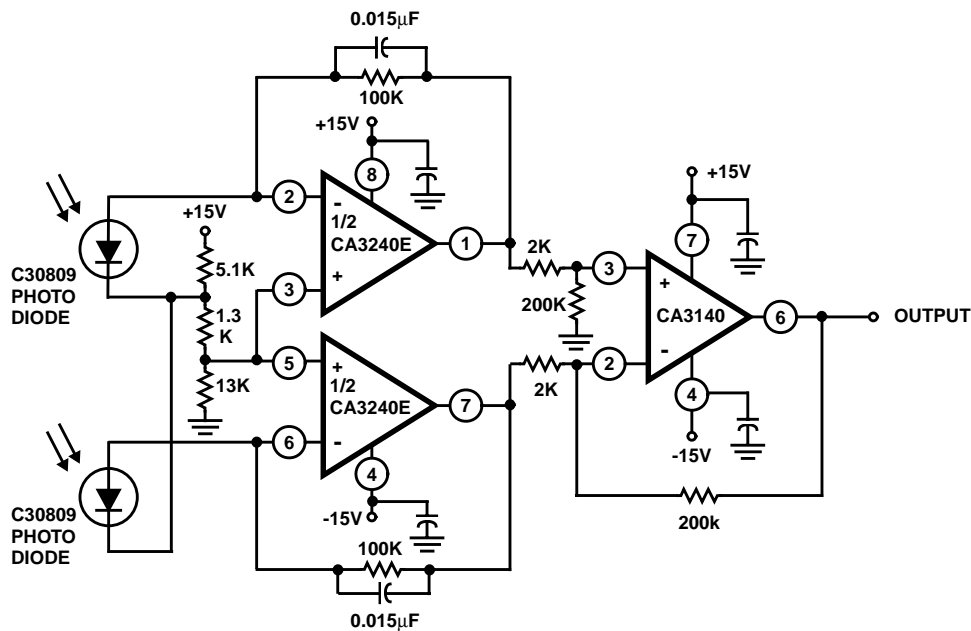 0.015μF
100K
+15V
8
2
-
1/2
CA3240E
1
+15V
5.1K
C30809
PHOTO
DIODE
+
3
1.3
K
2K
3
200K
+15V
7
+
CA3140
6
OUTPUT
-
2
5
+
1/2
CA3240E
7
2K
13K
6
-
4
-15V
4
-15V
200k
C30809
PHOTO
DIODE
100K
0.015μF